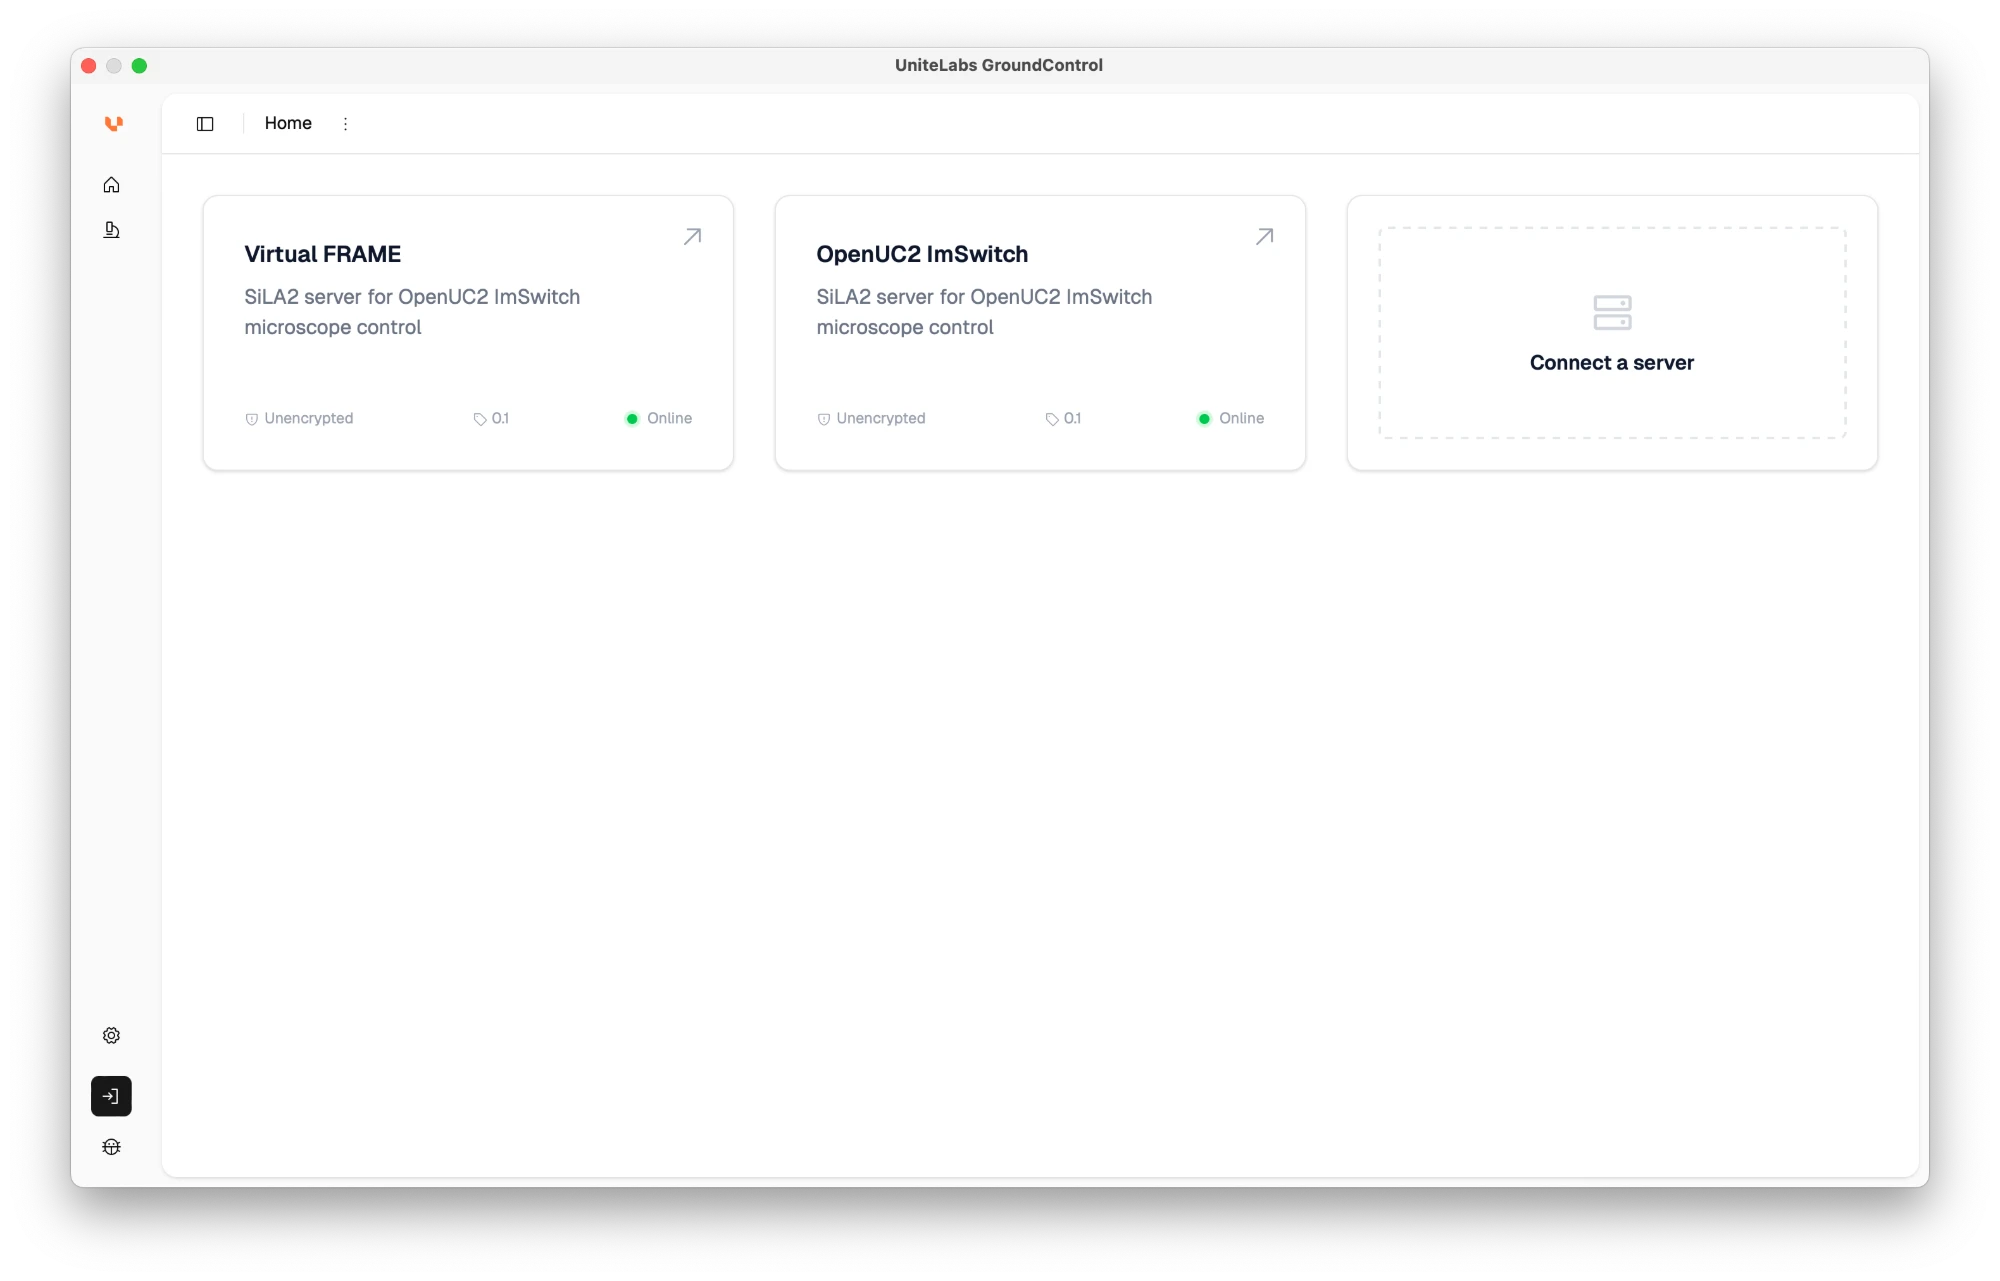 UniteLabs GroundControl
Home
Virtual FRAME
SiLA2 server for OpenUC2 ImSwitch
microscope control
Unencrypted
0.1
Online
OpenUC2 ImSwitch
SiLA2 server for OpenUC2 ImSwitch
microscope control
Unencrypted
0.1
Online
Connect a server